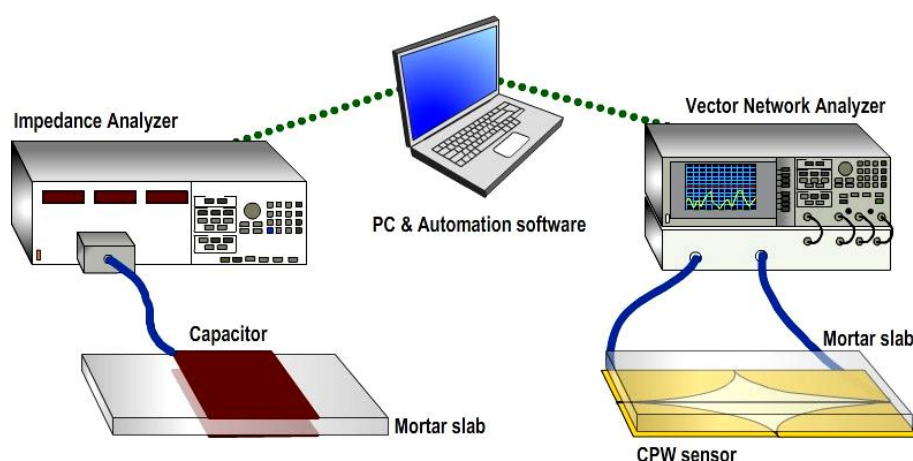 Impedance Analyzer
Vector Network Analyzer
PC & Automation software
Capacitor
Mortar slab
Mortar slab
CPW sensor